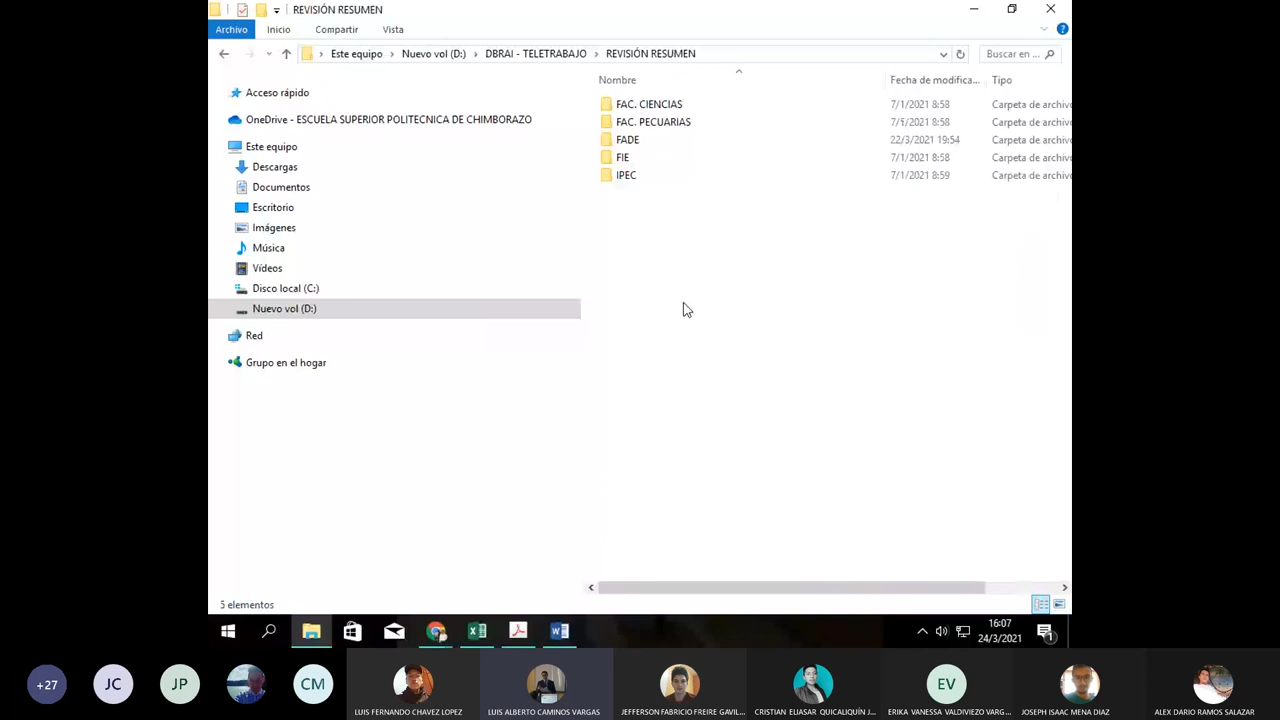 REVISIÓN RESUMEN
Archivo
Inicio
Compartir
Vista
Este equipo
Nuevo vol (D:)
DBRAI - TELETRABAJO
REVISIÓN RESUMEN
Buscar en ...
Nombre
Fecha de modifica...
Tipo
Acceso rápido
OneDrive - ESCUELA SUPERIOR POLITECNICA DE CHIMBORAZO
Este equipo
Descargas
Documentos
Escritorio
Imágenes
Música
Vídeos
Disco local (C:)
Nuevo vol (D:)
Red
Grupo en el hogar
FAC. CIENCIAS 7/1/2021 8:58 Carpeta de archivo
FAC. PECUARIAS 7/1/2021 8:58 Carpeta de archivo
FADE 22/3/2021 19:54 Carpeta de archivo
FIE 7/1/2021 8:58 Carpeta de archivo
IPEC 7/1/2021 8:59 Carpeta de archivo
5 elementos
16:07
24/3/2021
1
+27
JC
JP
CM
EV
LUIS FERNANDO CHAVEZ LOPEZ
LUIS ALBERTO CAMINOS VARGAS
JEFFERSON FABRICIO FREIRE GAVIL...
CRISTIAN ELIASAR QUICALIQUÍN J...
ERIKA VANESSA VALDIVIEZO VARG...
JOSEPH ISAAC MENA DIAZ
ALEX DARIO RAMOS SALAZAR